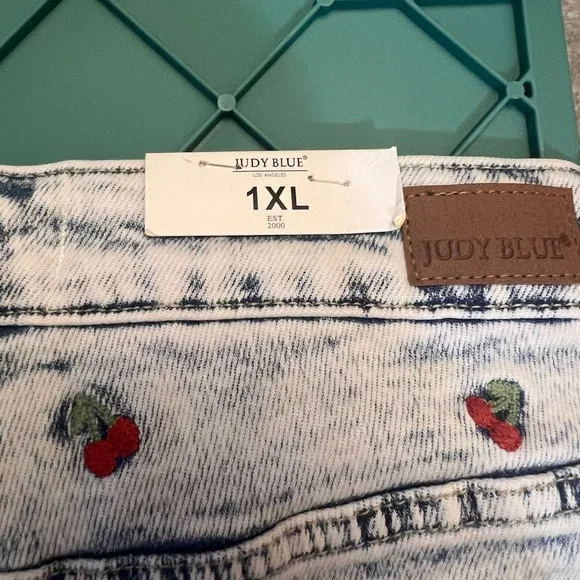 JUDY BLUE®
LOS ANGELES
1XL
EST.
2000
JUDY BLUE®